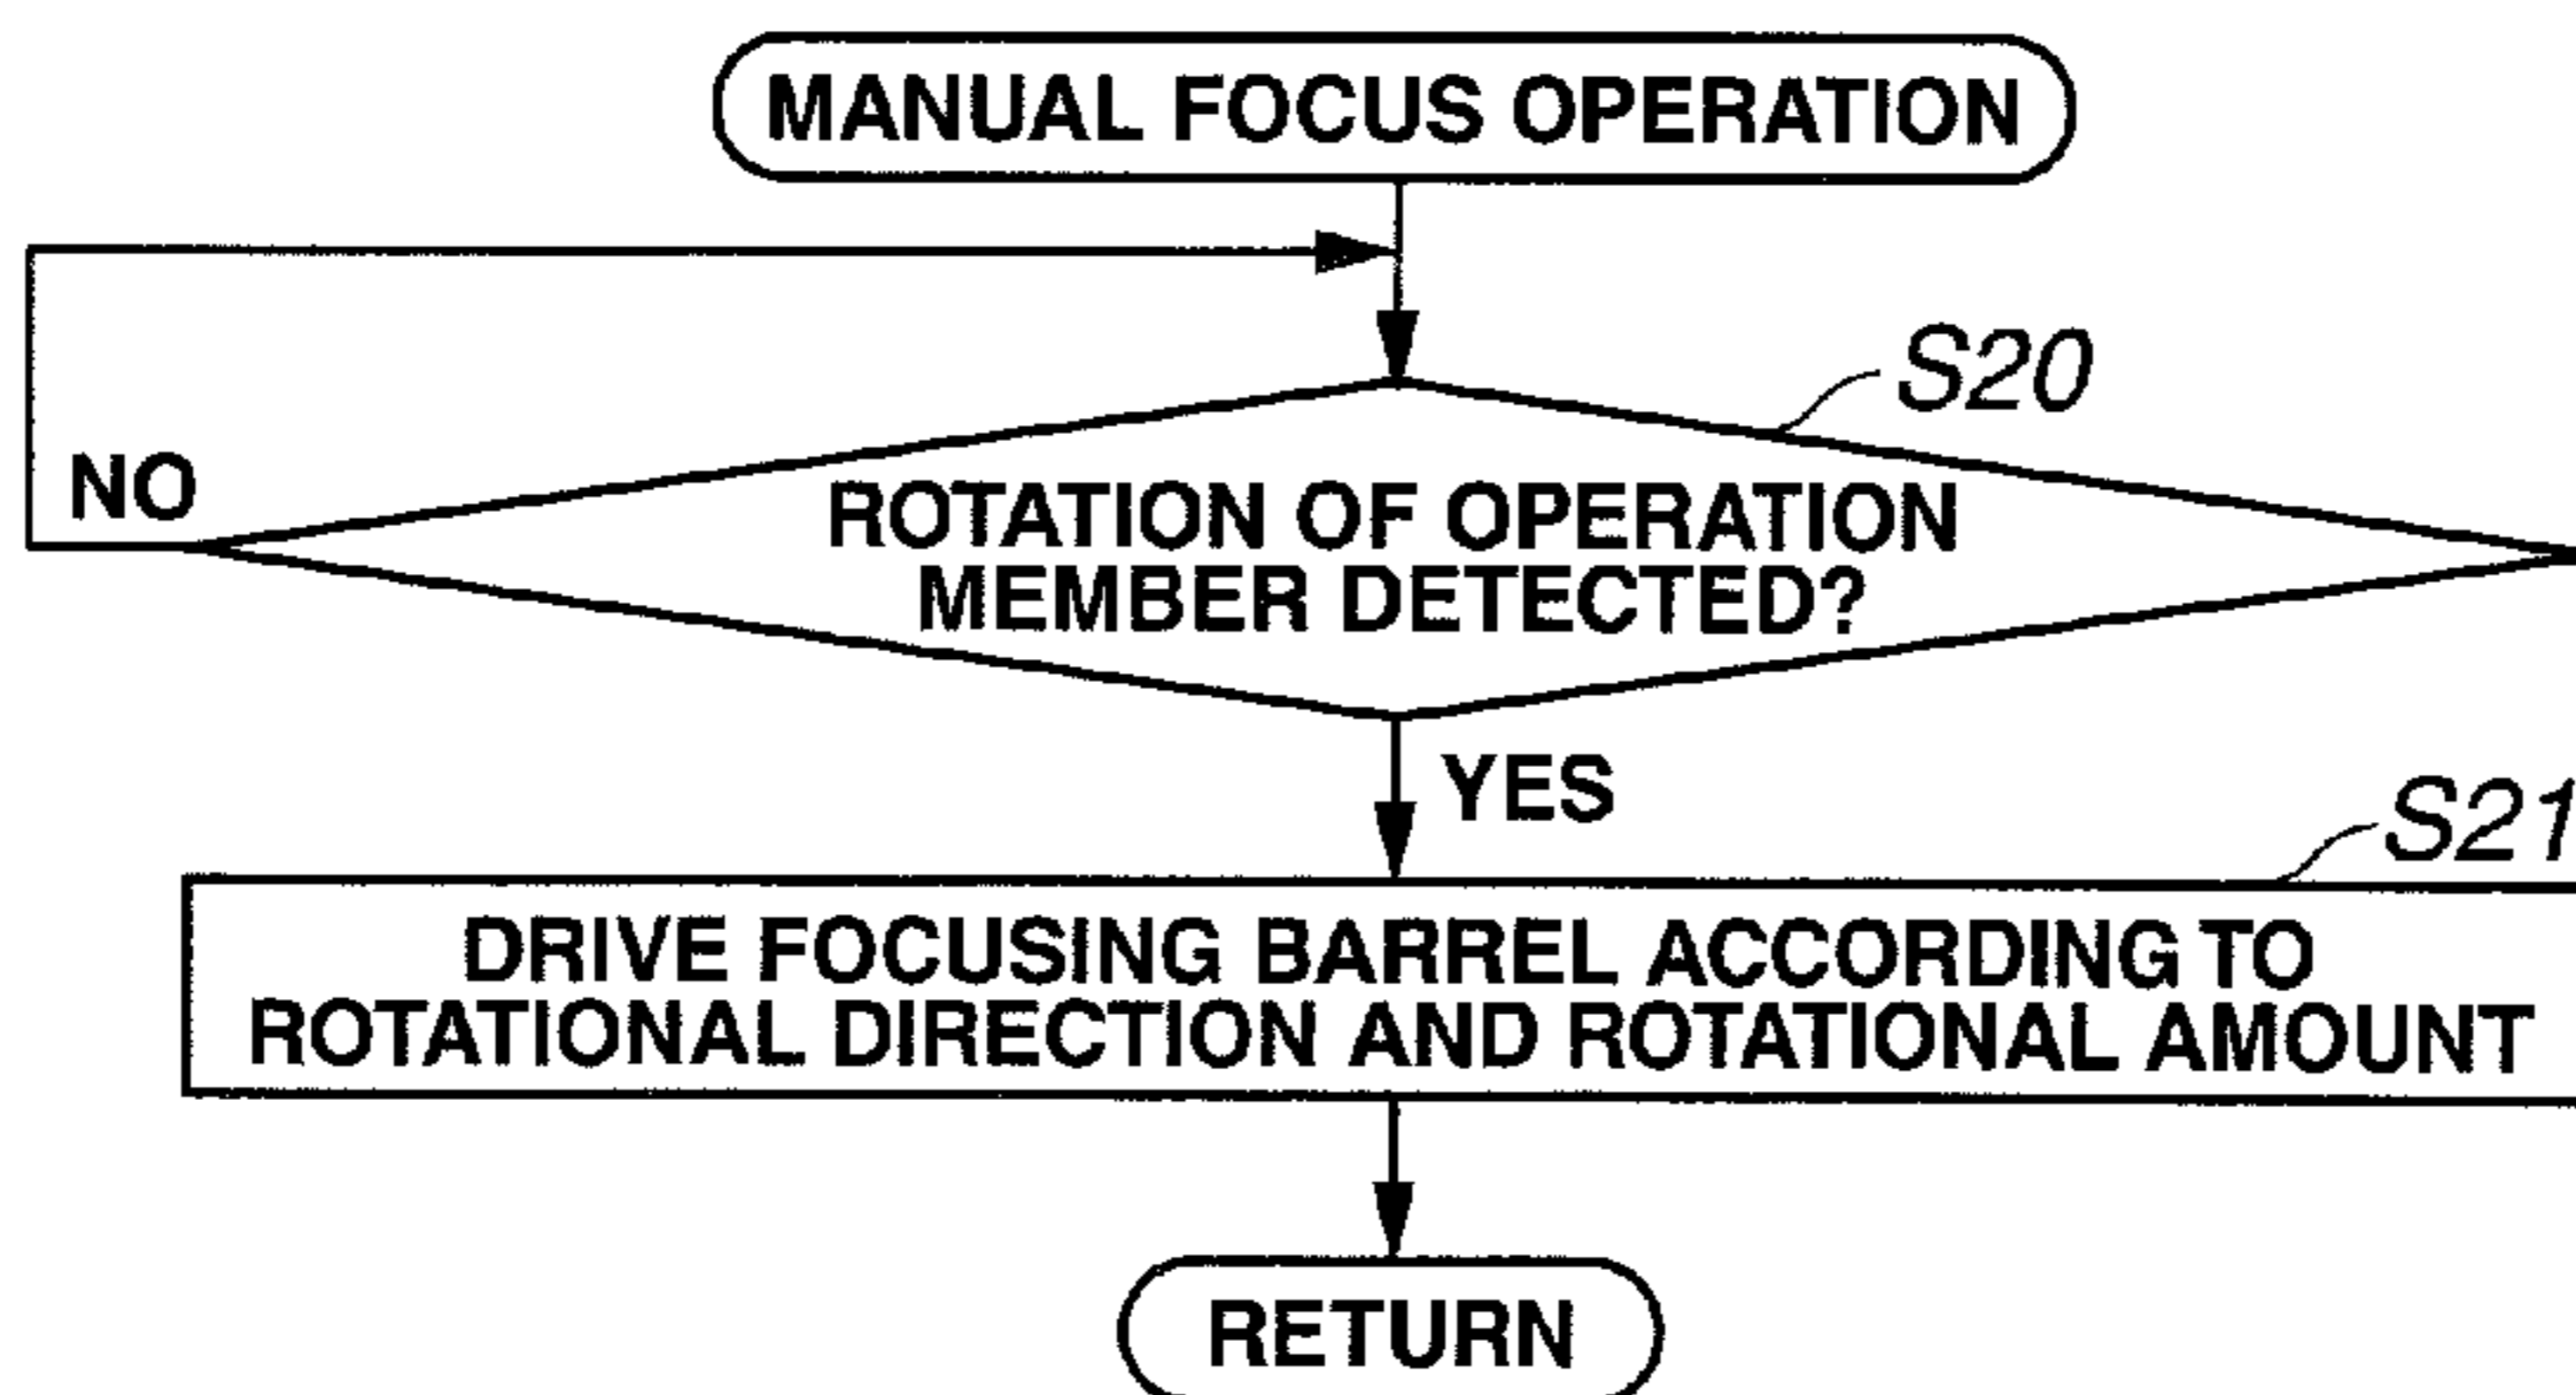 MANUAL FOCUS OPERATION
S20
NO
ROTATION OF OPERATION
MEMBER DETECTED?
YES
S21
DRIVE FOCUSING BARREL ACCORDING TO
ROTATIONAL DIRECTION AND ROTATIONAL AMOUNT
RETURN